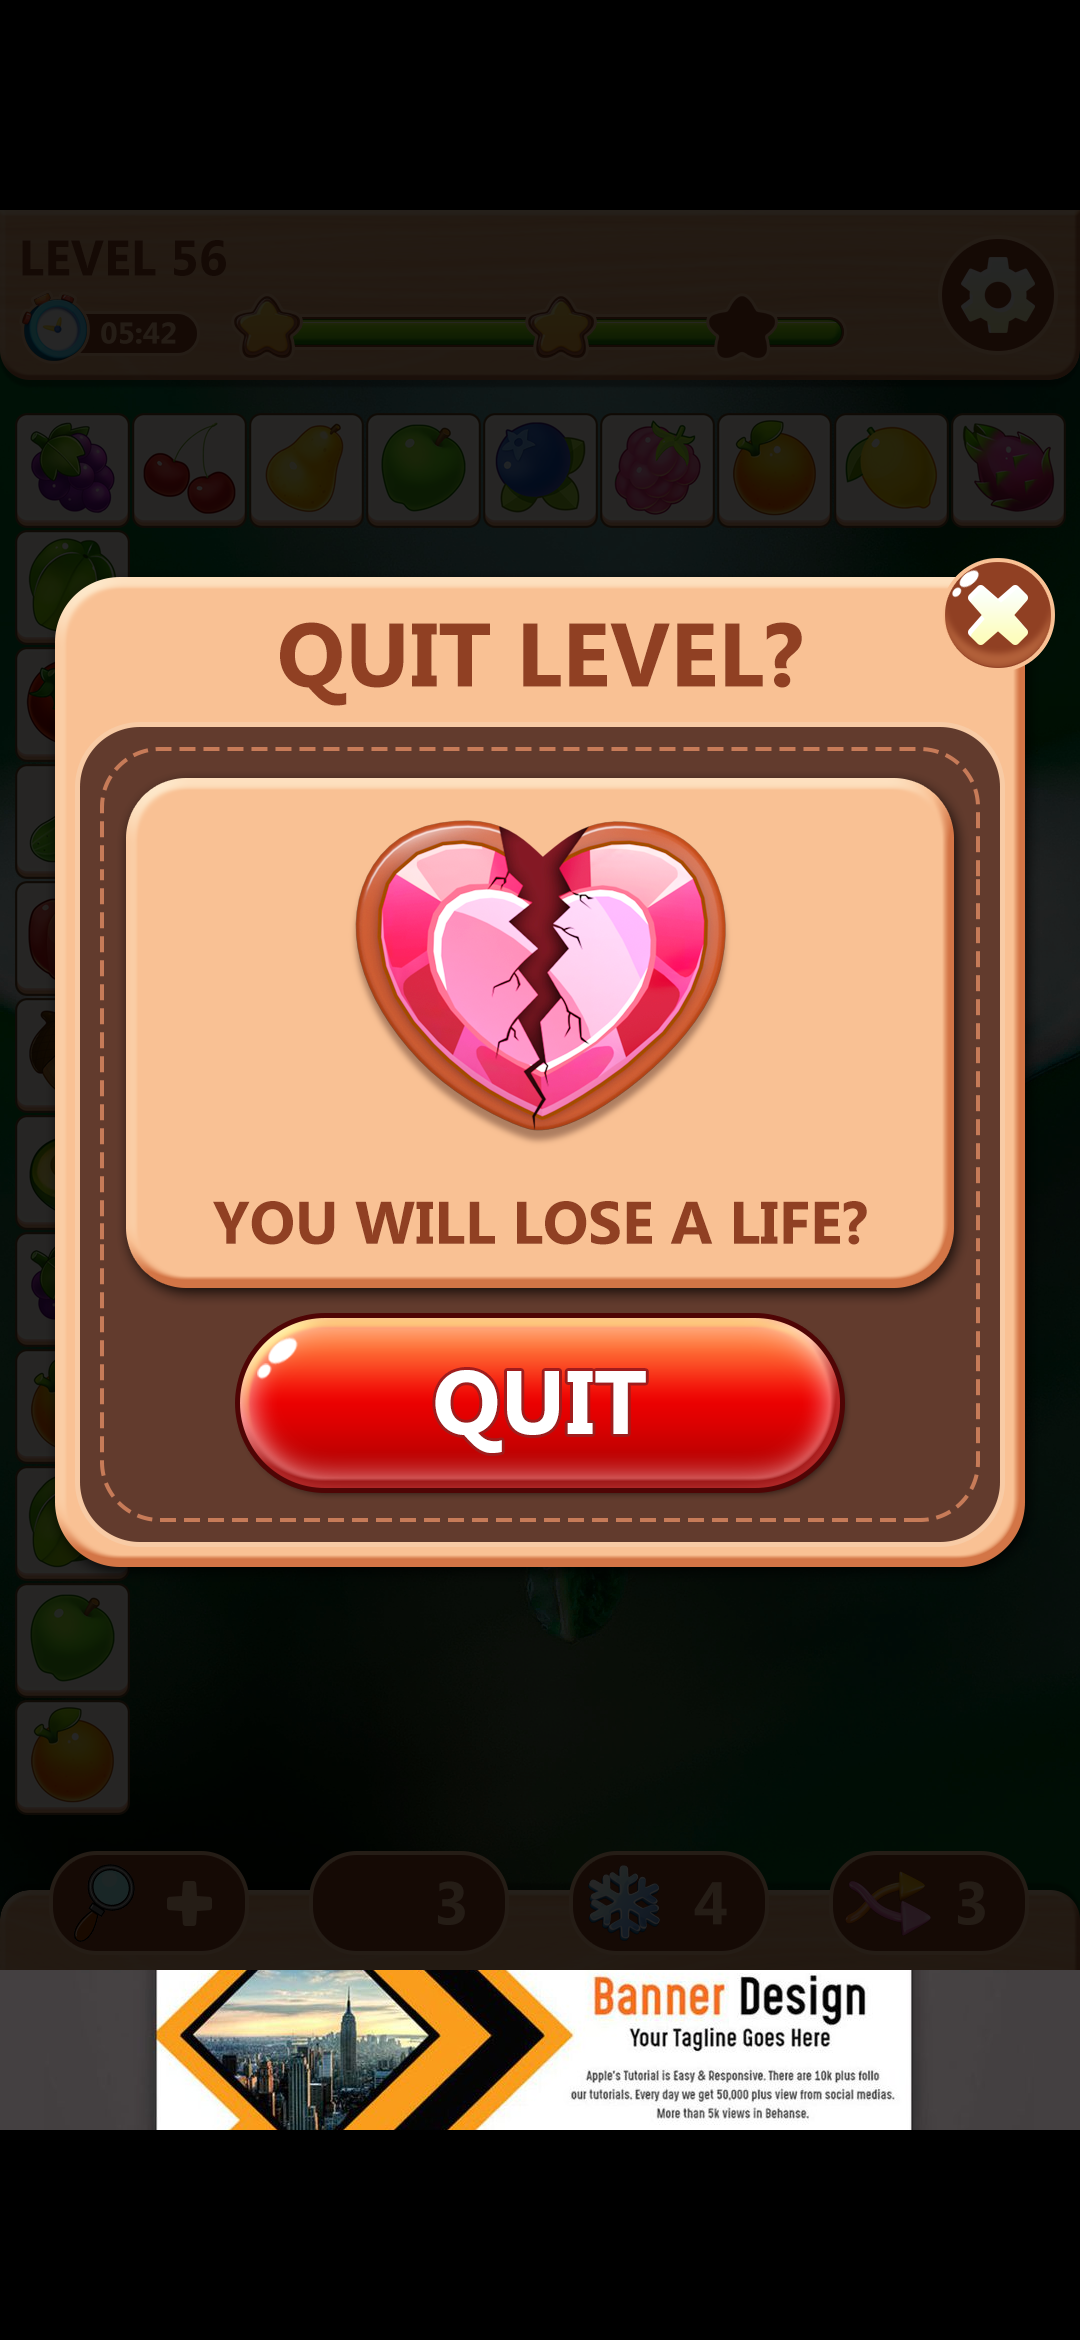 LEVEL 56
05:42
QUIT LEVEL?
YOU WILL LOSE A LIFE?
QUIT
3
4
3
Banner Design
Your Tagline Goes Here
Apple's Tutorial is Easy & Responsive. There are 10k plus follo
our tutorials. Every day we get 50,000 plus view from social medias.
More than 5k views in Behanse.